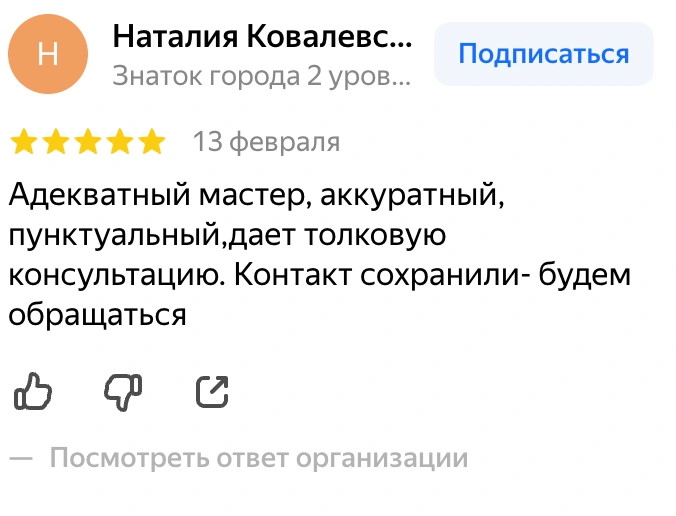 Н
Наталия Ковалевс...
Знаток города 2 уров...
Подписаться
13 февраля
Адекватный мастер, аккуратный,
пунктуальный,дает толковую
консультацию. Контакт сохранили- будем
обращаться
— Посмотреть ответ организации